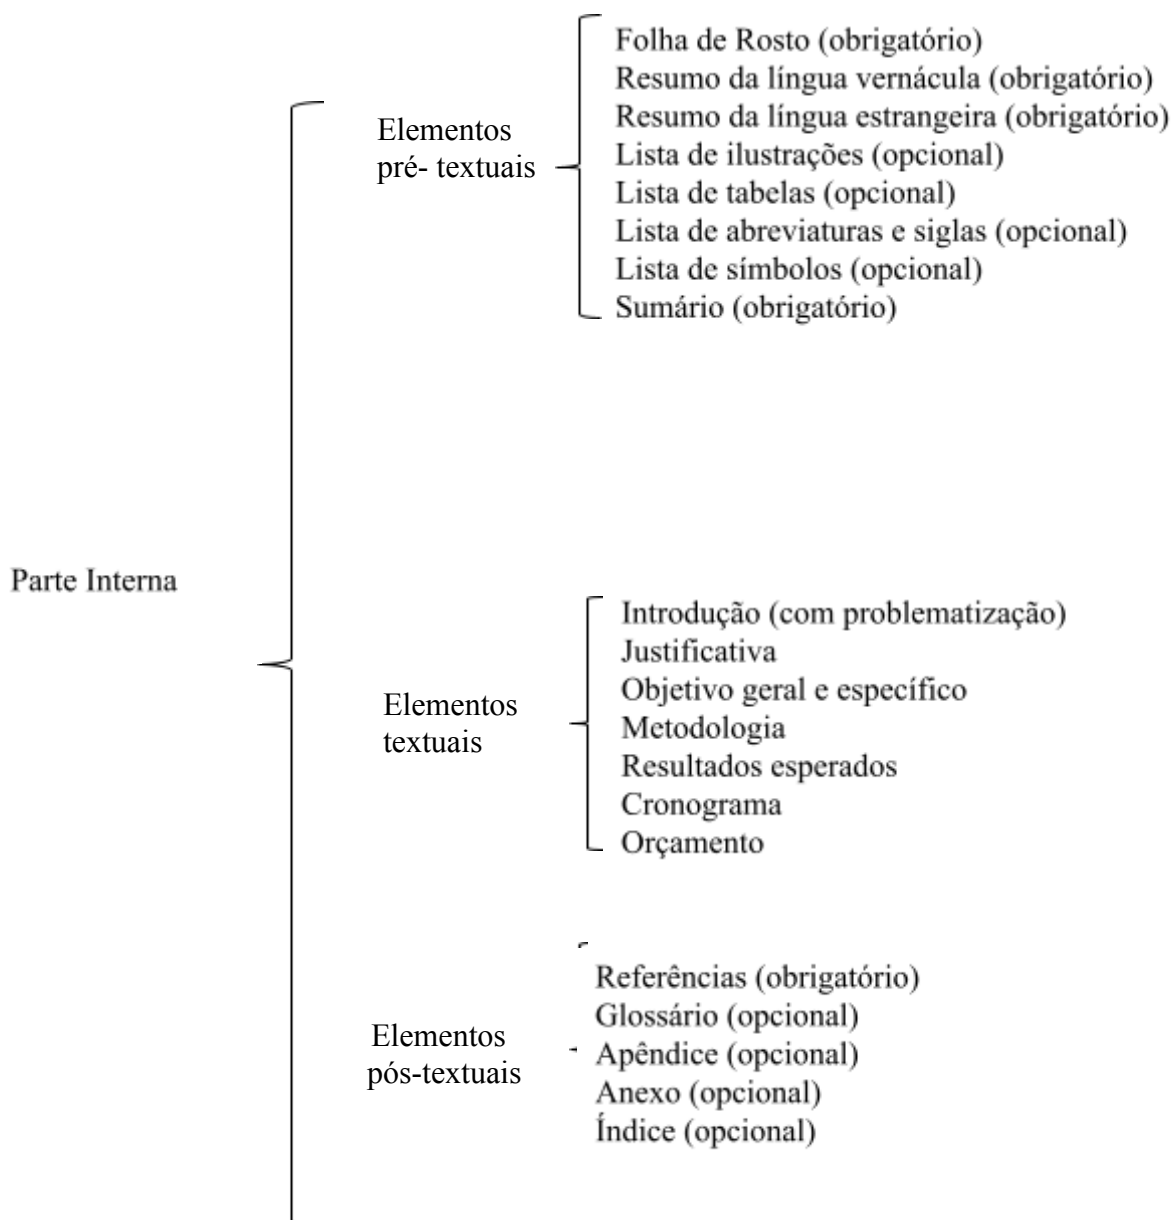 Parte Interna
Elementos
pré- textuais
Folha de Rosto (obrigatório)
Resumo da língua vernácula (obrigatório)
Resumo da língua estrangeira (obrigatório)
Lista de ilustrações (opcional)
Lista de tabelas (opcional)
Lista de abreviaturas e siglas (opcional)
Lista de símbolos (opcional)
Sumário (obrigatório)
Elementos
textuais
Introdução (com problematização)
Justificativa
Objetivo geral e específico
Metodologia
Resultados esperados
Cronograma
Orçamento
Elementos
pós-textuais
Referências (obrigatório)
Glossário (opcional)
Apêndice (opcional)
Anexo (opcional)
Índice (opcional)